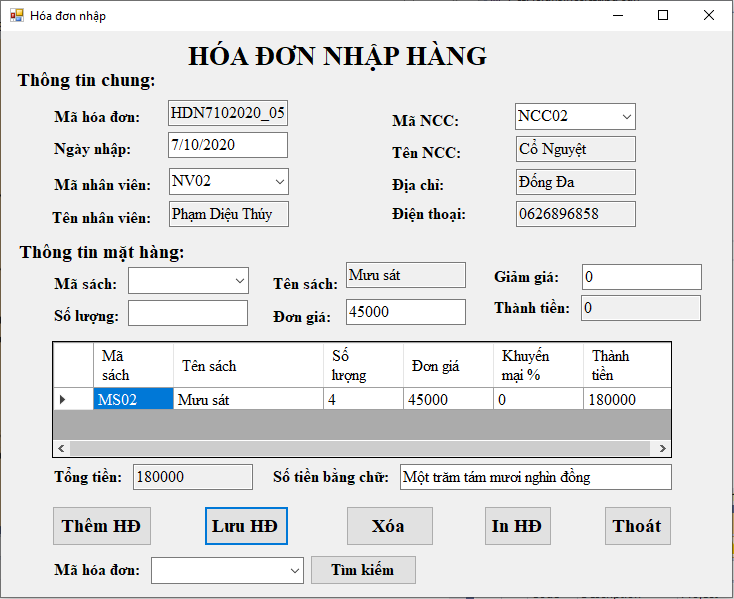 Hóa đơn nhập
HÓA ĐƠN NHẬP HÀNG
Thông tin chung:
Mã hóa đơn: HDN7102020_05 Mã NCC: NCC02
Ngày nhập: 7/10/2020 Tên NCC: Cổ Nguyệt
Mã nhân viên: NV02 Địa chỉ: Đống Đa
Tên nhân viên: Phạm Diệu Thúy Điện thoại: 0626896858
Thông tin mặt hàng:
Mã sách: Tên sách: Mưu sát Giảm giá: 0
Số lượng: Đơn giá: 45000 Thành tiền: 0
Mã sách Tên sách Số lượng Đơn giá Khuyến mại % Thành tiền
MS02 Mưu sát 4 45000 0 180000
Tổng tiền: 180000 Số tiền bằng chữ: Một trăm tám mươi nghìn đồng
Thêm HĐ Lưu HĐ Xóa In HĐ Thoát
Mã hóa đơn: Tìm kiếm